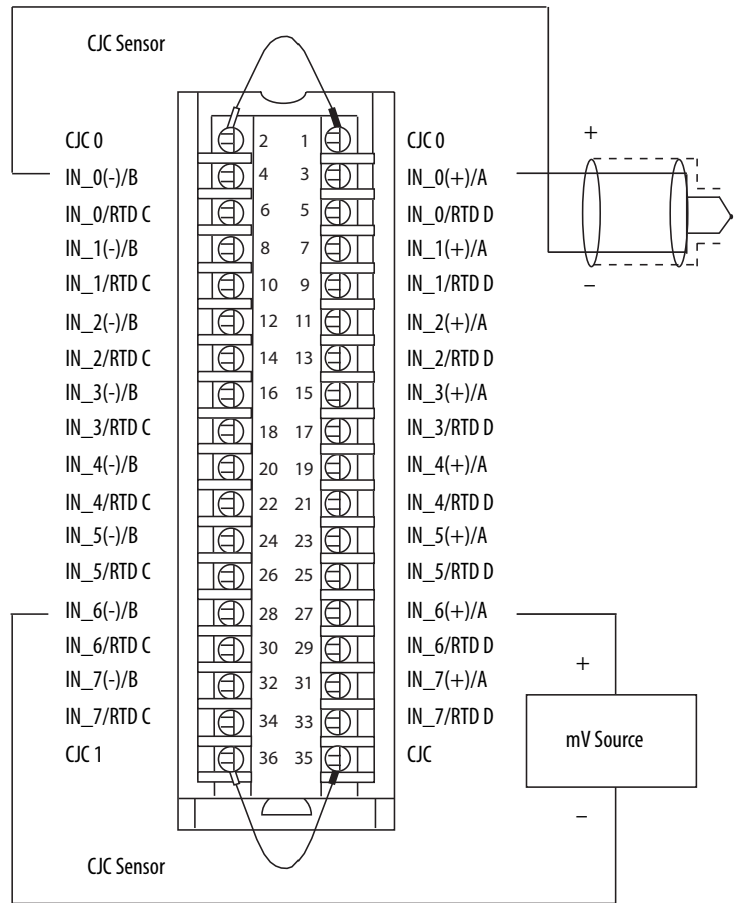 CJC Sensor
CJC 0 2 1 CJC 0 +
IN_0(-)/B 4 3 IN_0(+)/A
IN_0/RTD C 6 5 IN_0/RTD D
IN_1(-)/B 8 7 IN_1(+)/A
IN_1/RTD C 10 9 IN_1/RTD D –
IN_2(-)/B 12 11 IN_2(+)/A
IN_2/RTD C 14 13 IN_2/RTD D
IN_3(-)/B 16 15 IN_3(+)/A
IN_3/RTD C 18 17 IN_3/RTD D
IN_4(-)/B 20 19 IN_4(+)/A
IN_4/RTD C 22 21 IN_4/RTD D
IN_5(-)/B 24 23 IN_5(+)/A
IN_5/RTD C 26 25 IN_5/RTD D
IN_6(-)/B 28 27 IN_6(+)/A
IN_6/RTD C 30 29 IN_6/RTD D +
IN_7(-)/B 32 31 IN_7(+)/A
IN_7/RTD C 34 33 IN_7/RTD D
CJC 1 36 35 CJC mV Source
–
CJC Sensor